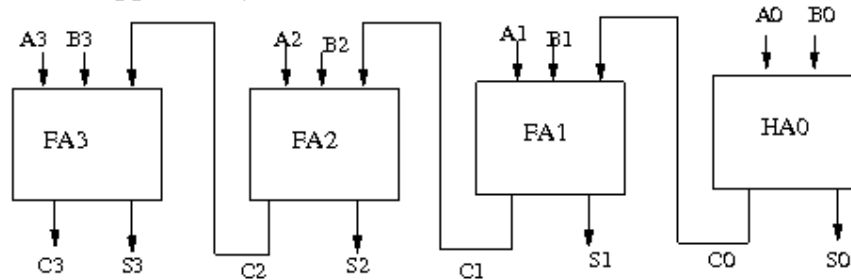 A3 B3 A2 B2 A1 B1 A0 B0
FA3 FA2 FA1 HA0
C3 S3 C2 S2 C1 S1 C0 S0